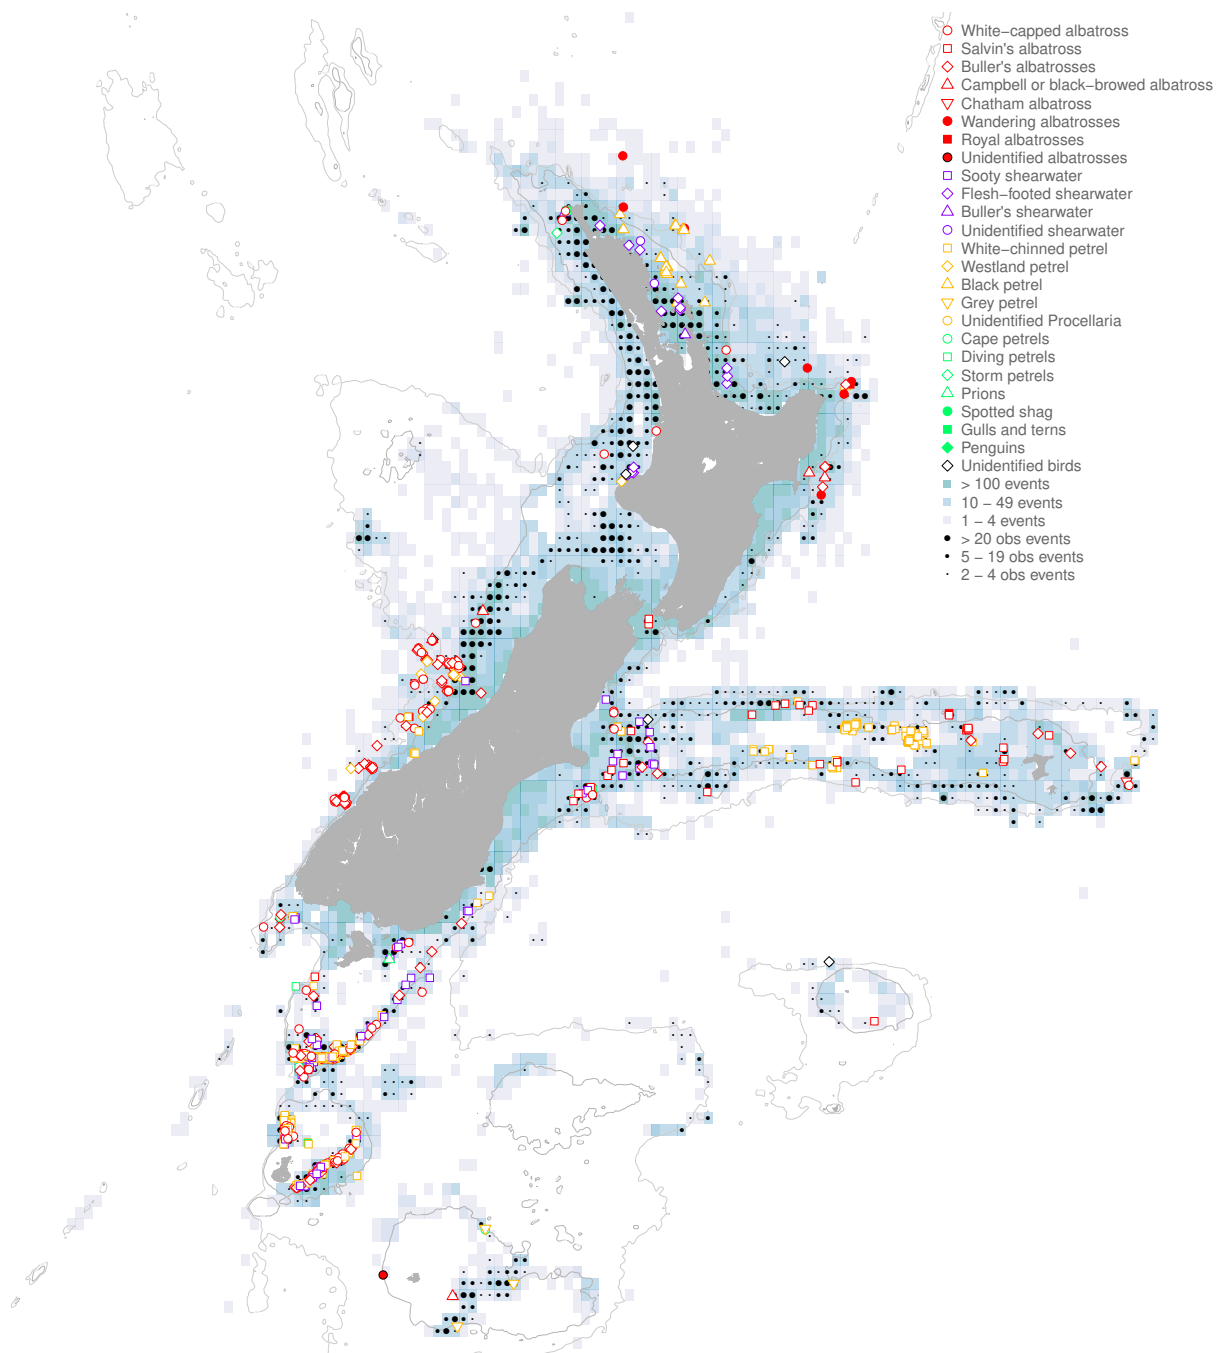 White−capped albatross
Salvin's albatross
Buller's albatrosses
Campbell or black−browed albatross
Chatham albatross
Wandering albatrosses
Royal albatrosses
Unidentified albatrosses
Sooty shearwater
Flesh−footed shearwater
Buller's shearwater
Unidentified shearwater
White−chinned petrel
Westland petrel
Black petrel
Grey petrel
Unidentified Procellaria
Cape petrels
Diving petrels
Storm petrels
Prions
Spotted shag
Gulls and terns
Penguins
Unidentified birds
> 100 events
10 − 49 events
1 − 4 events
> 20 obs events
5 − 19 obs events
2 − 4 obs events